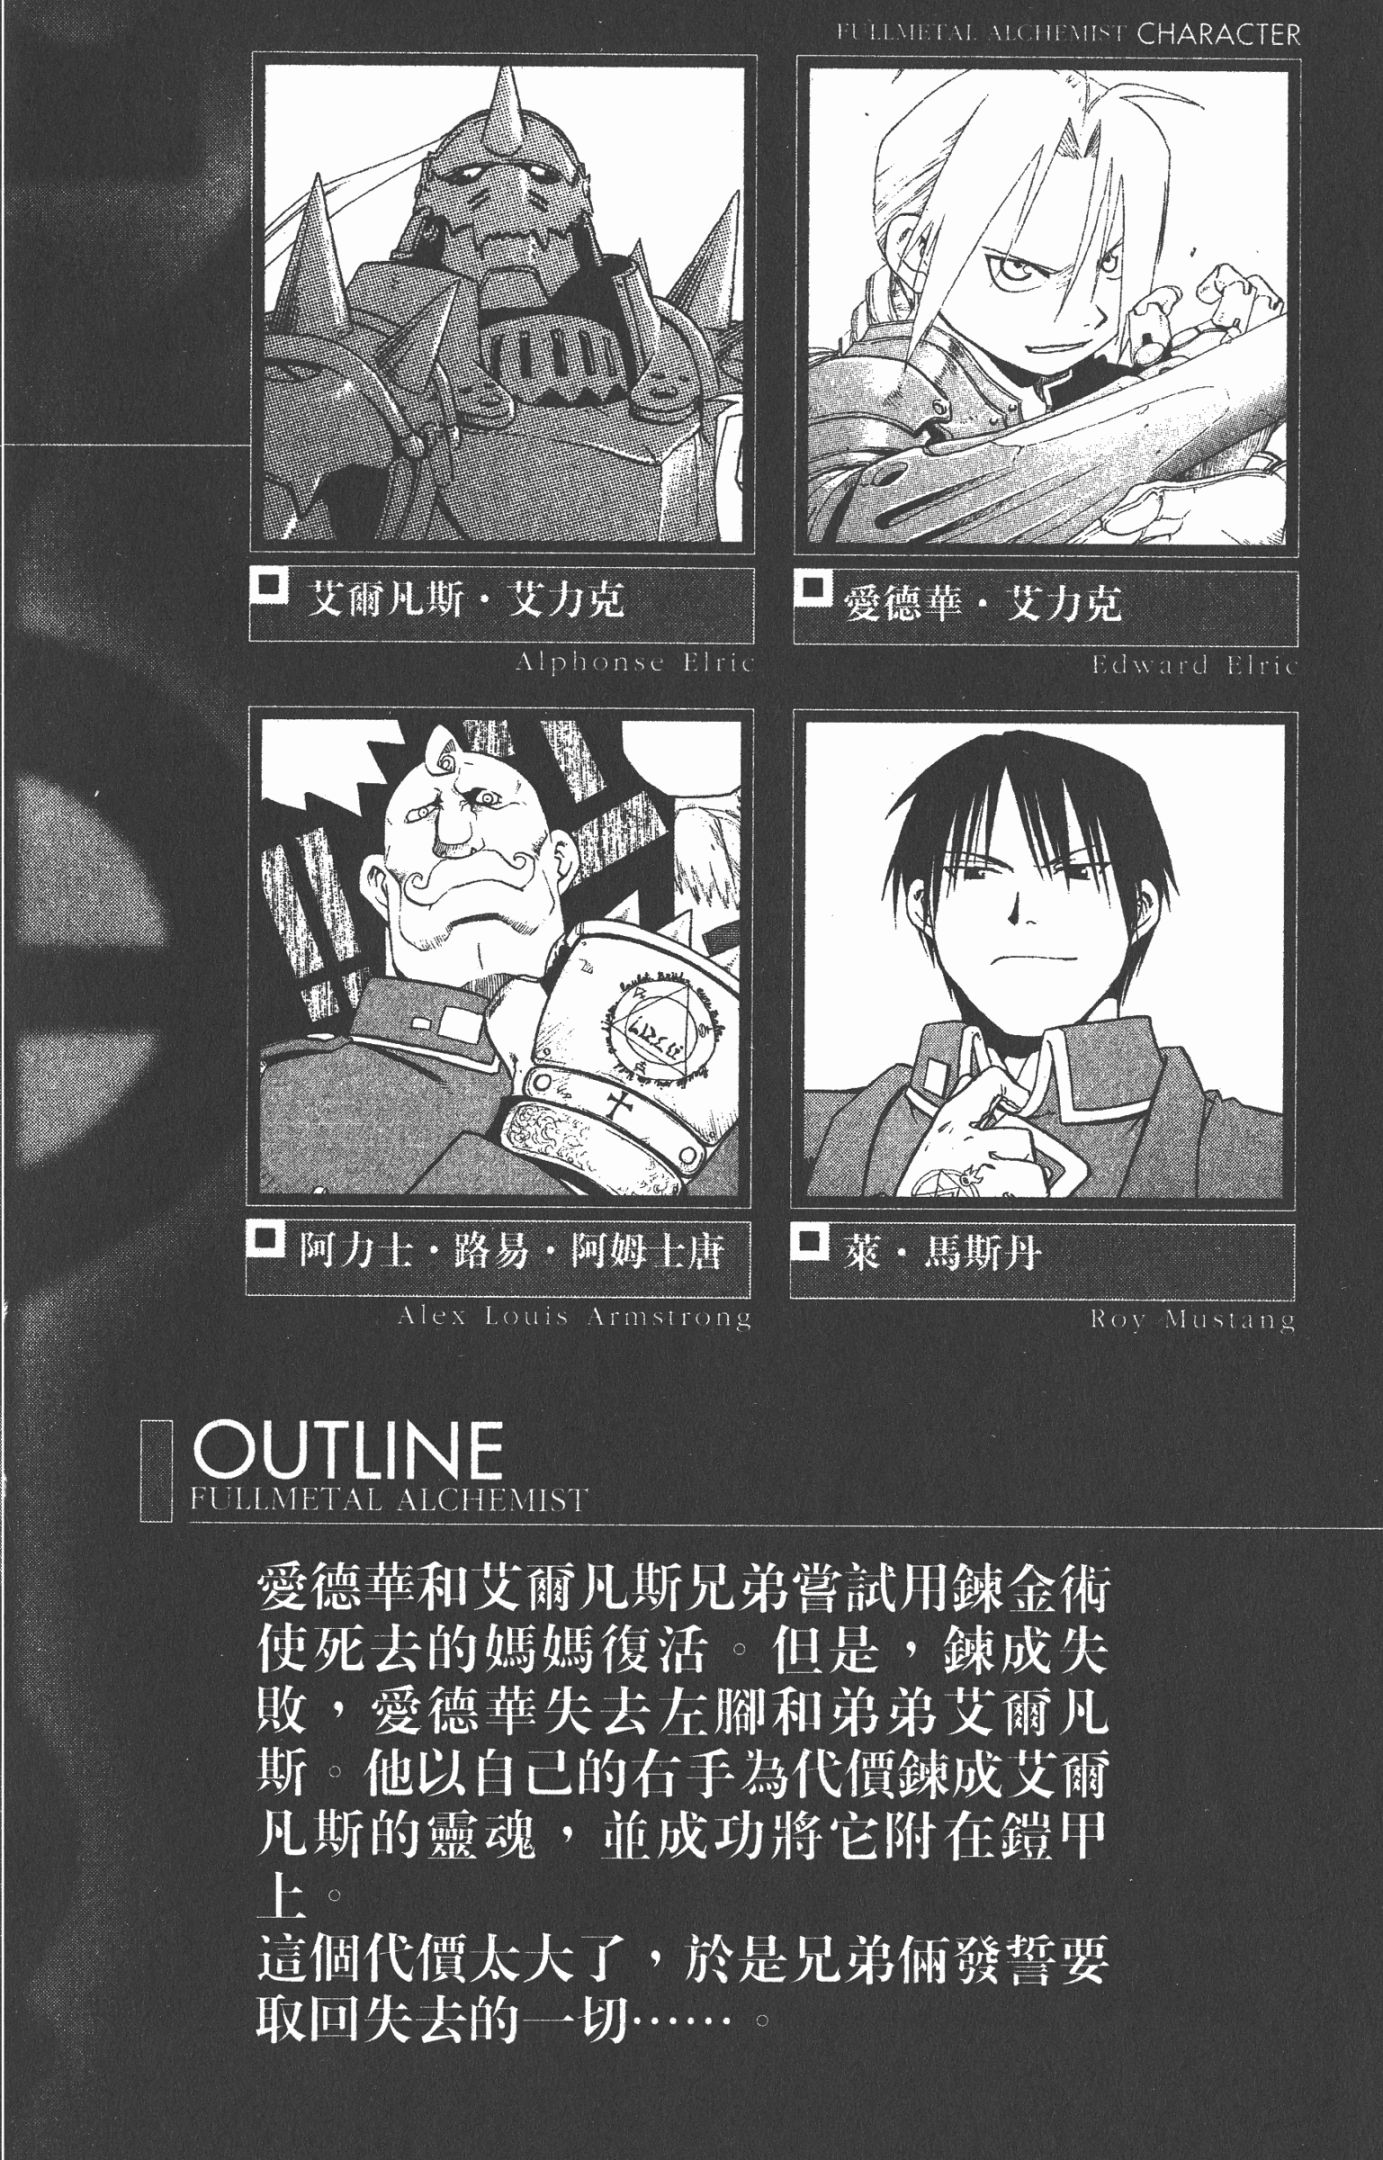 FULLMETAL ALCHEMIST CHARACTER
愛德華・艾力克
Edward Elric
艾爾凡斯・艾力克
Alphonse Elric
萊・馬斯丹
Roy Mustang
阿力士・路易・阿姆士唐
Alex Louis Armstrong
OUTLINE
FULLMETAL ALCHEMIST
愛德華和艾爾凡斯兄弟嘗試用鍊金術
使死去的媽媽復活。但是，鍊成失
敗，愛德華失去左腳和弟弟艾爾凡
斯。他以自己的右手為代價鍊成艾爾
凡斯的靈魂，並成功將它附在鎧甲
上。
這個代價太大了，於是兄弟倆發誓要
取回失去的一切……。